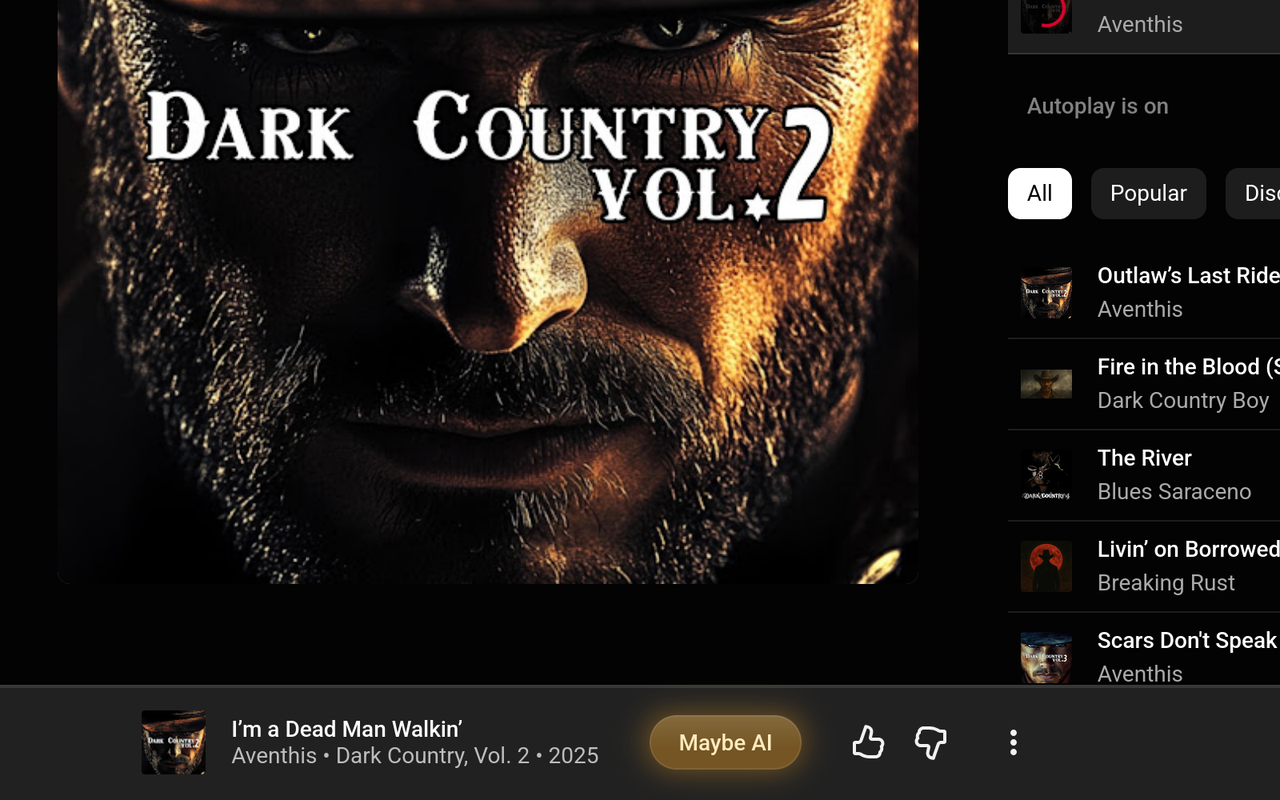 DARK COUNTRY
VOL.2
Aventhis
Autoplay is on
All
Popular
Disc
Outlaw’s Last Ride
Aventhis
Fire in the Blood (S
Dark Country Boy
The River
Blues Saraceno
Livin’ on Borrowed
Breaking Rust
Scars Don't Speak
Aventhis
I’m a Dead Man Walkin’
Aventhis • Dark Country, Vol. 2 • 2025
Maybe AI